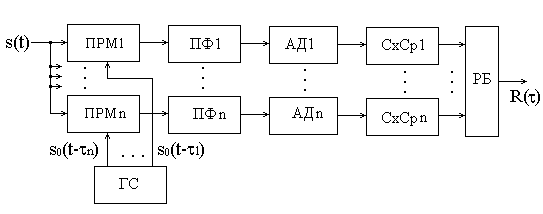 s(t) ПРМ1 ПФ1 АД1 СхСр1
РБ
R(τ)
ПРМn ПФn АДn СхСрn
s₀(t-τn) s₀(t-τ1)
ГС